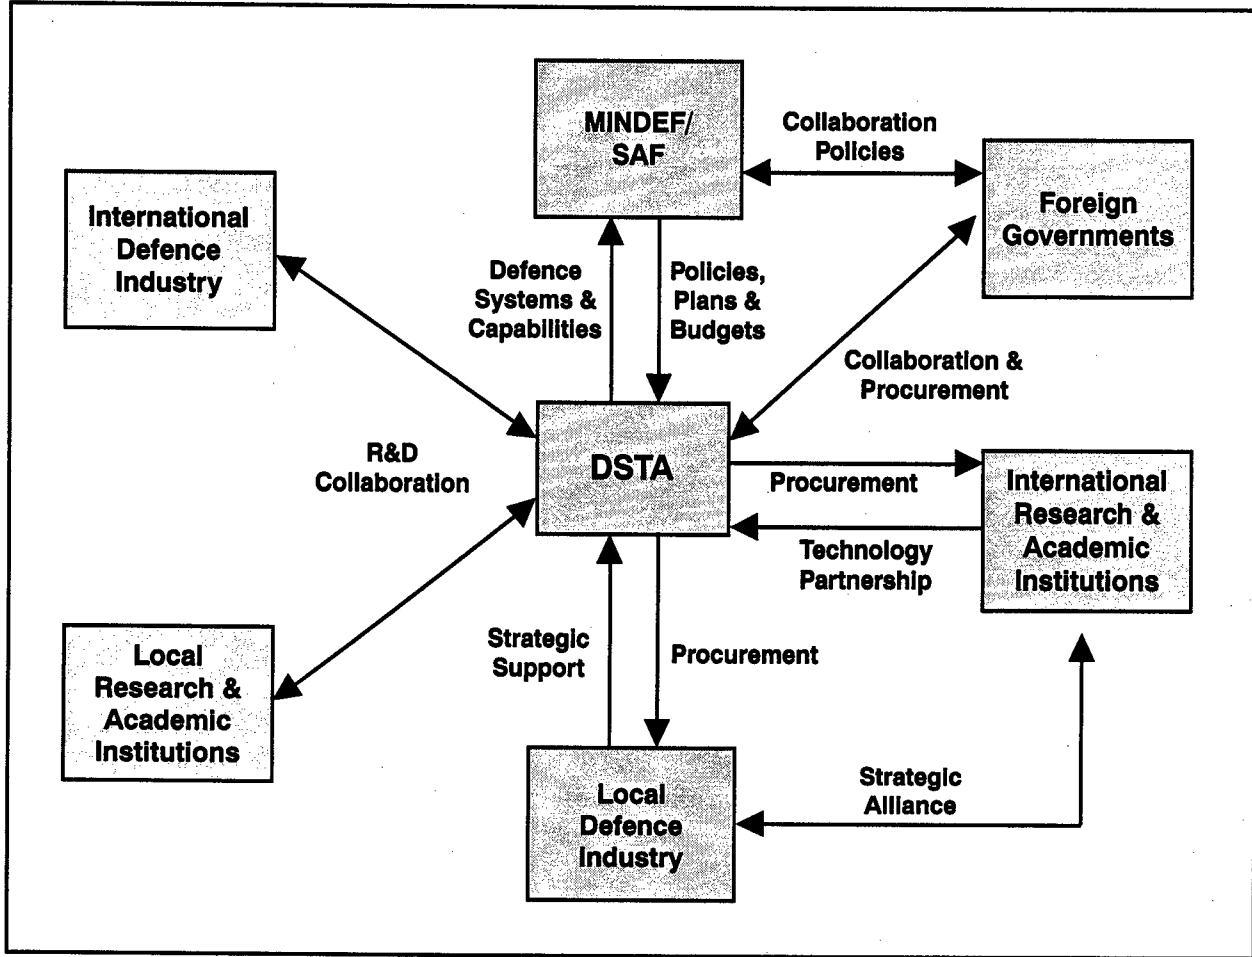 MINDEF/
SAF
Collaboration
Policies
Foreign
Governments
International
Defence
Industry
Defence
Systems &
Capabilities
Policies,
Plans &
Budgets
Collaboration &
Procurement
R&D
Collaboration
DSTA
Procurement
Technology
Partnership
International
Research &
Academic
Institutions
Local
Research &
Academic
Institutions
Strategic
Support
Procurement
Local
Defence
Industry
Strategic
Alliance